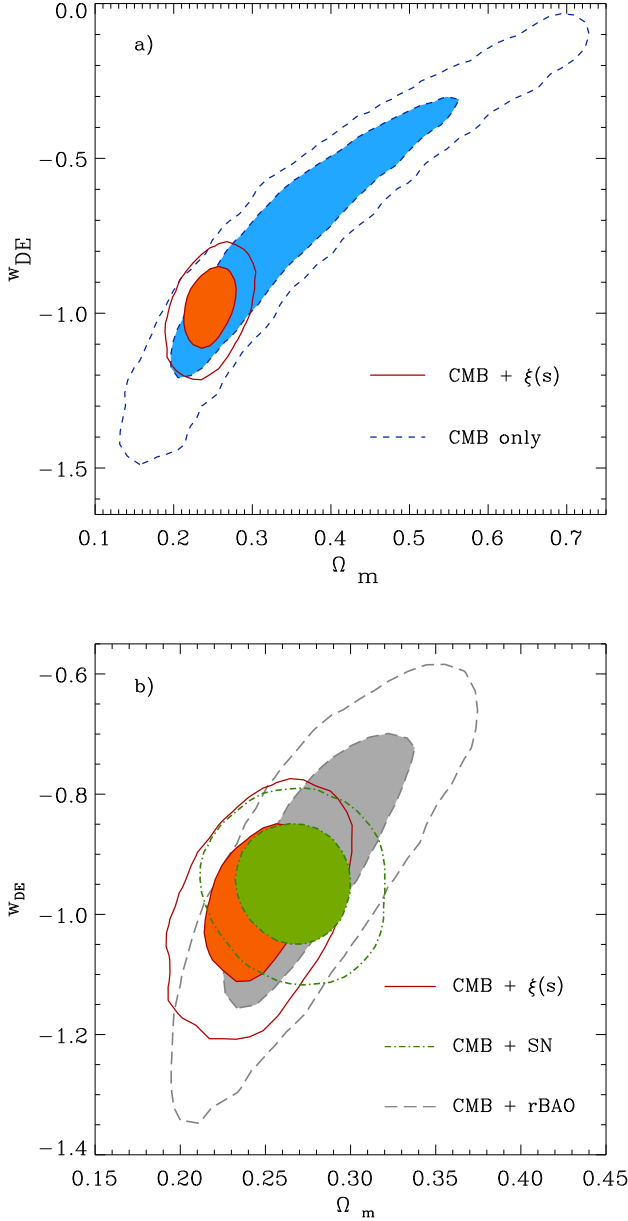 a)
0.0
−0.5
−1.0
−1.5
w_DE
CMB + ξ(s)
CMB only
0.1 0.2 0.3 0.4 0.5 0.6 0.7
Ω_m
b)
−0.6
−0.8
−1.0
−1.2
−1.4
w_DE
CMB + ξ(s)
CMB + SN
CMB + rBAO
0.15 0.20 0.25 0.30 0.35 0.40 0.45
Ω_m